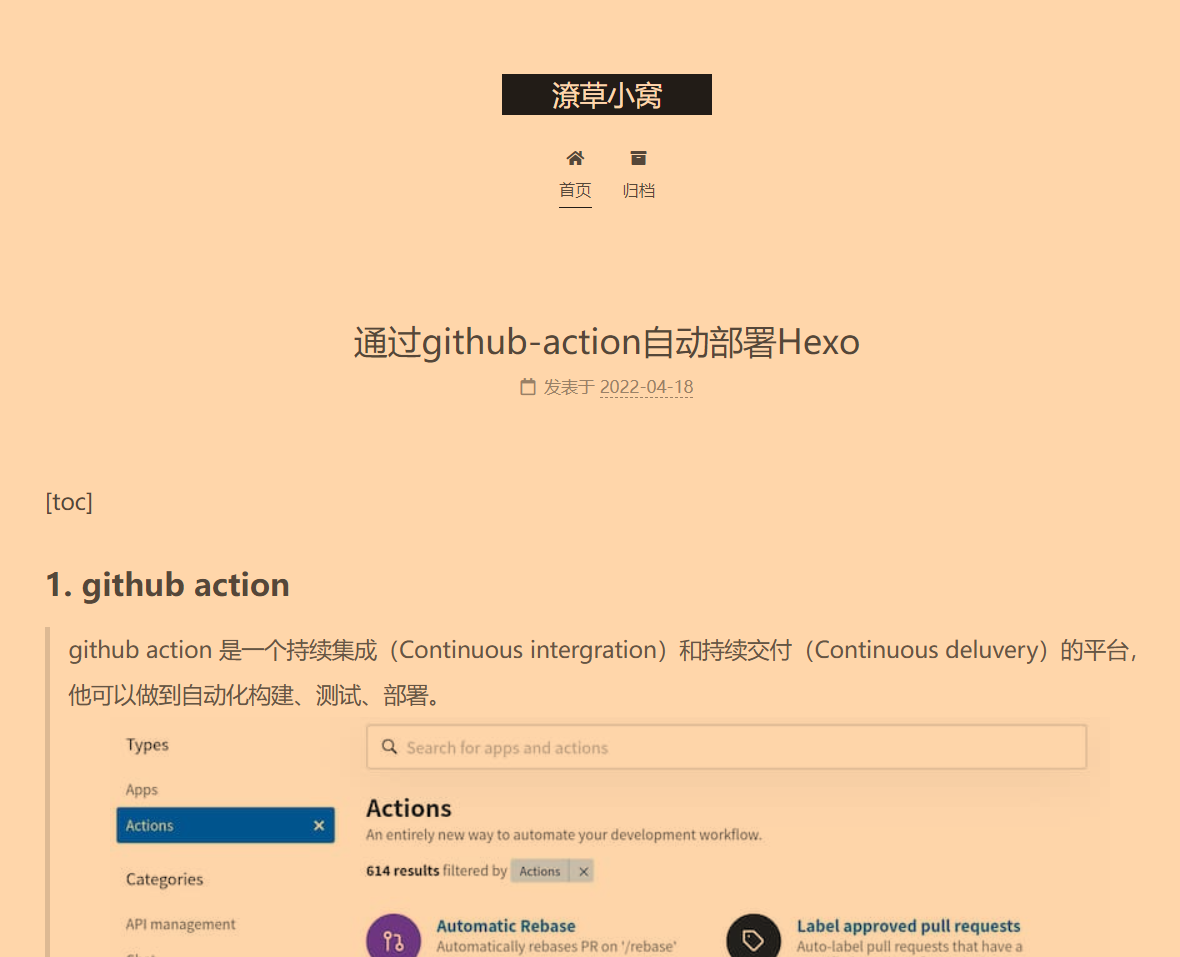 潦草小窝
首页 归档
通过github-action自动部署Hexo
发表于 2022-04-18
[toc]
1. github action
github action 是一个持续集成（Continuous intergration）和持续交付（Continuous deluvery）的平台，
他可以做到自动化构建、测试、部署。
Types
Search for apps and actions
Apps
Actions
Actions
An entirely new way to automate your development workflow.
614 results filtered by Actions
Categories
API management
Automatic Rebase
Automatically rebases PR on '/rebase'
Label approved pull requests
Auto-label pull requests that have a